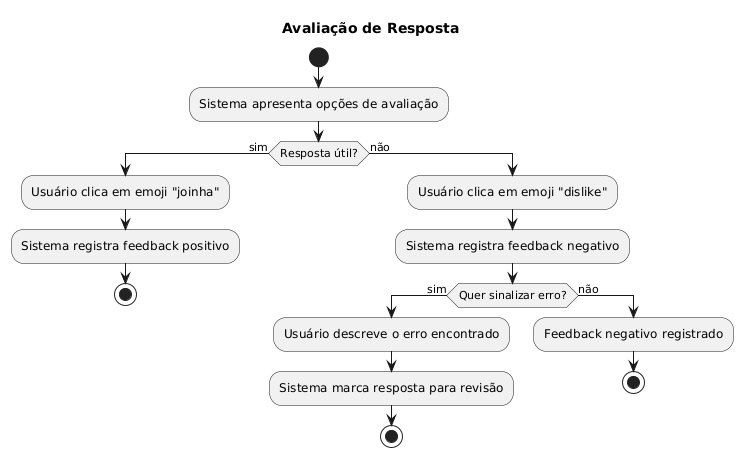 Avaliação de Resposta
Sistema apresenta opções de avaliação
sim
Resposta útil?
não
Usuário clica em emoji "joinha"
Usuário clica em emoji "dislike"
Sistema registra feedback positivo
Sistema registra feedback negativo
sim
Quer sinalizar erro?
não
Usuário descreve o erro encontrado
Feedback negativo registrado
Sistema marca resposta para revisão